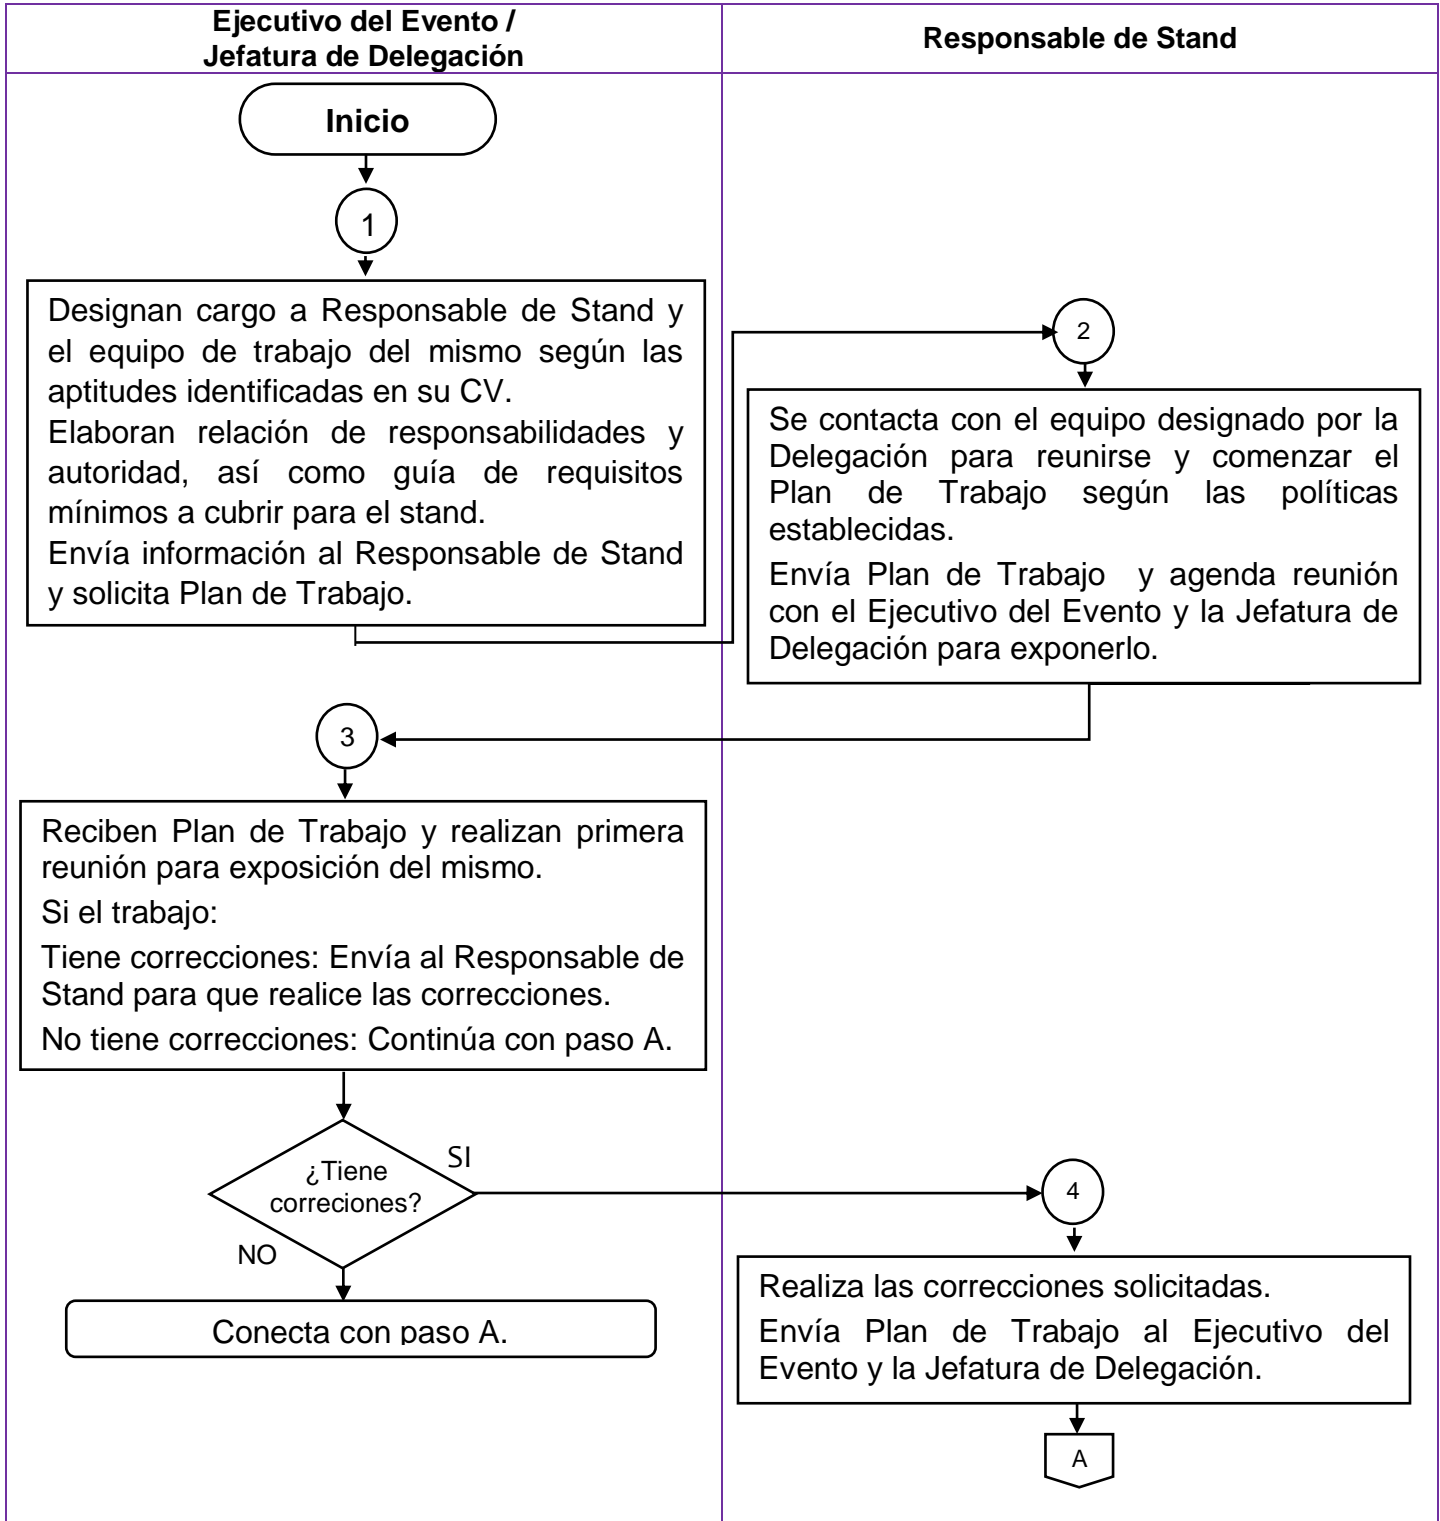 Ejecutivo del Evento /
Jefatura de Delegación
Responsable de Stand
Inicio
1
Designan cargo a Responsable de Stand y
el equipo de trabajo del mismo según las
aptitudes identificadas en su CV.
Elaboran relación de responsabilidades y
autoridad, así como guía de requisitos
mínimos a cubrir para el stand.
Envía información al Responsable de Stand
y solicita Plan de Trabajo.
2
Se contacta con el equipo designado por la
Delegación para reunirse y comenzar el
Plan de Trabajo según las políticas
establecidas.
Envía Plan de Trabajo y agenda reunión
con el Ejecutivo del Evento y la Jefatura de
Delegación para exponerlo.
3
Reciben Plan de Trabajo y realizan primera
reunión para exposición del mismo.
Si el trabajo:
Tiene correcciones: Envía al Responsable de
Stand para que realice las correcciones.
No tiene correcciones: Continúa con paso A.
¿Tiene
correciones?
SI
NO
Conecta con paso A.
4
Realiza las correcciones solicitadas.
Envía Plan de Trabajo al Ejecutivo del
Evento y la Jefatura de Delegación.
A